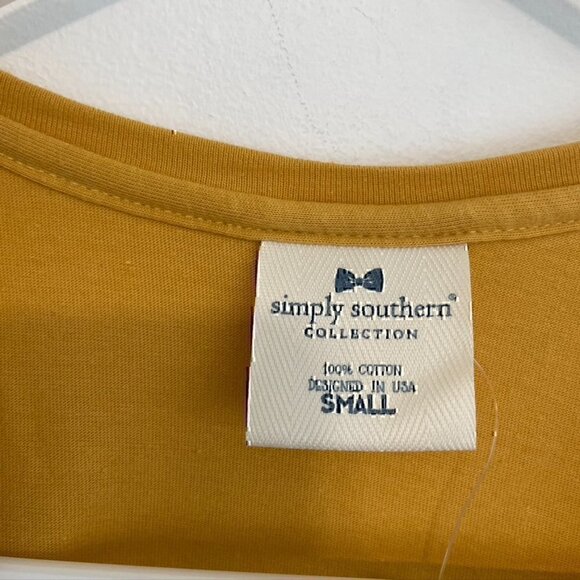 simply southern®
COLLECTION
100% COTTON
DESIGNED IN USA
SMALL